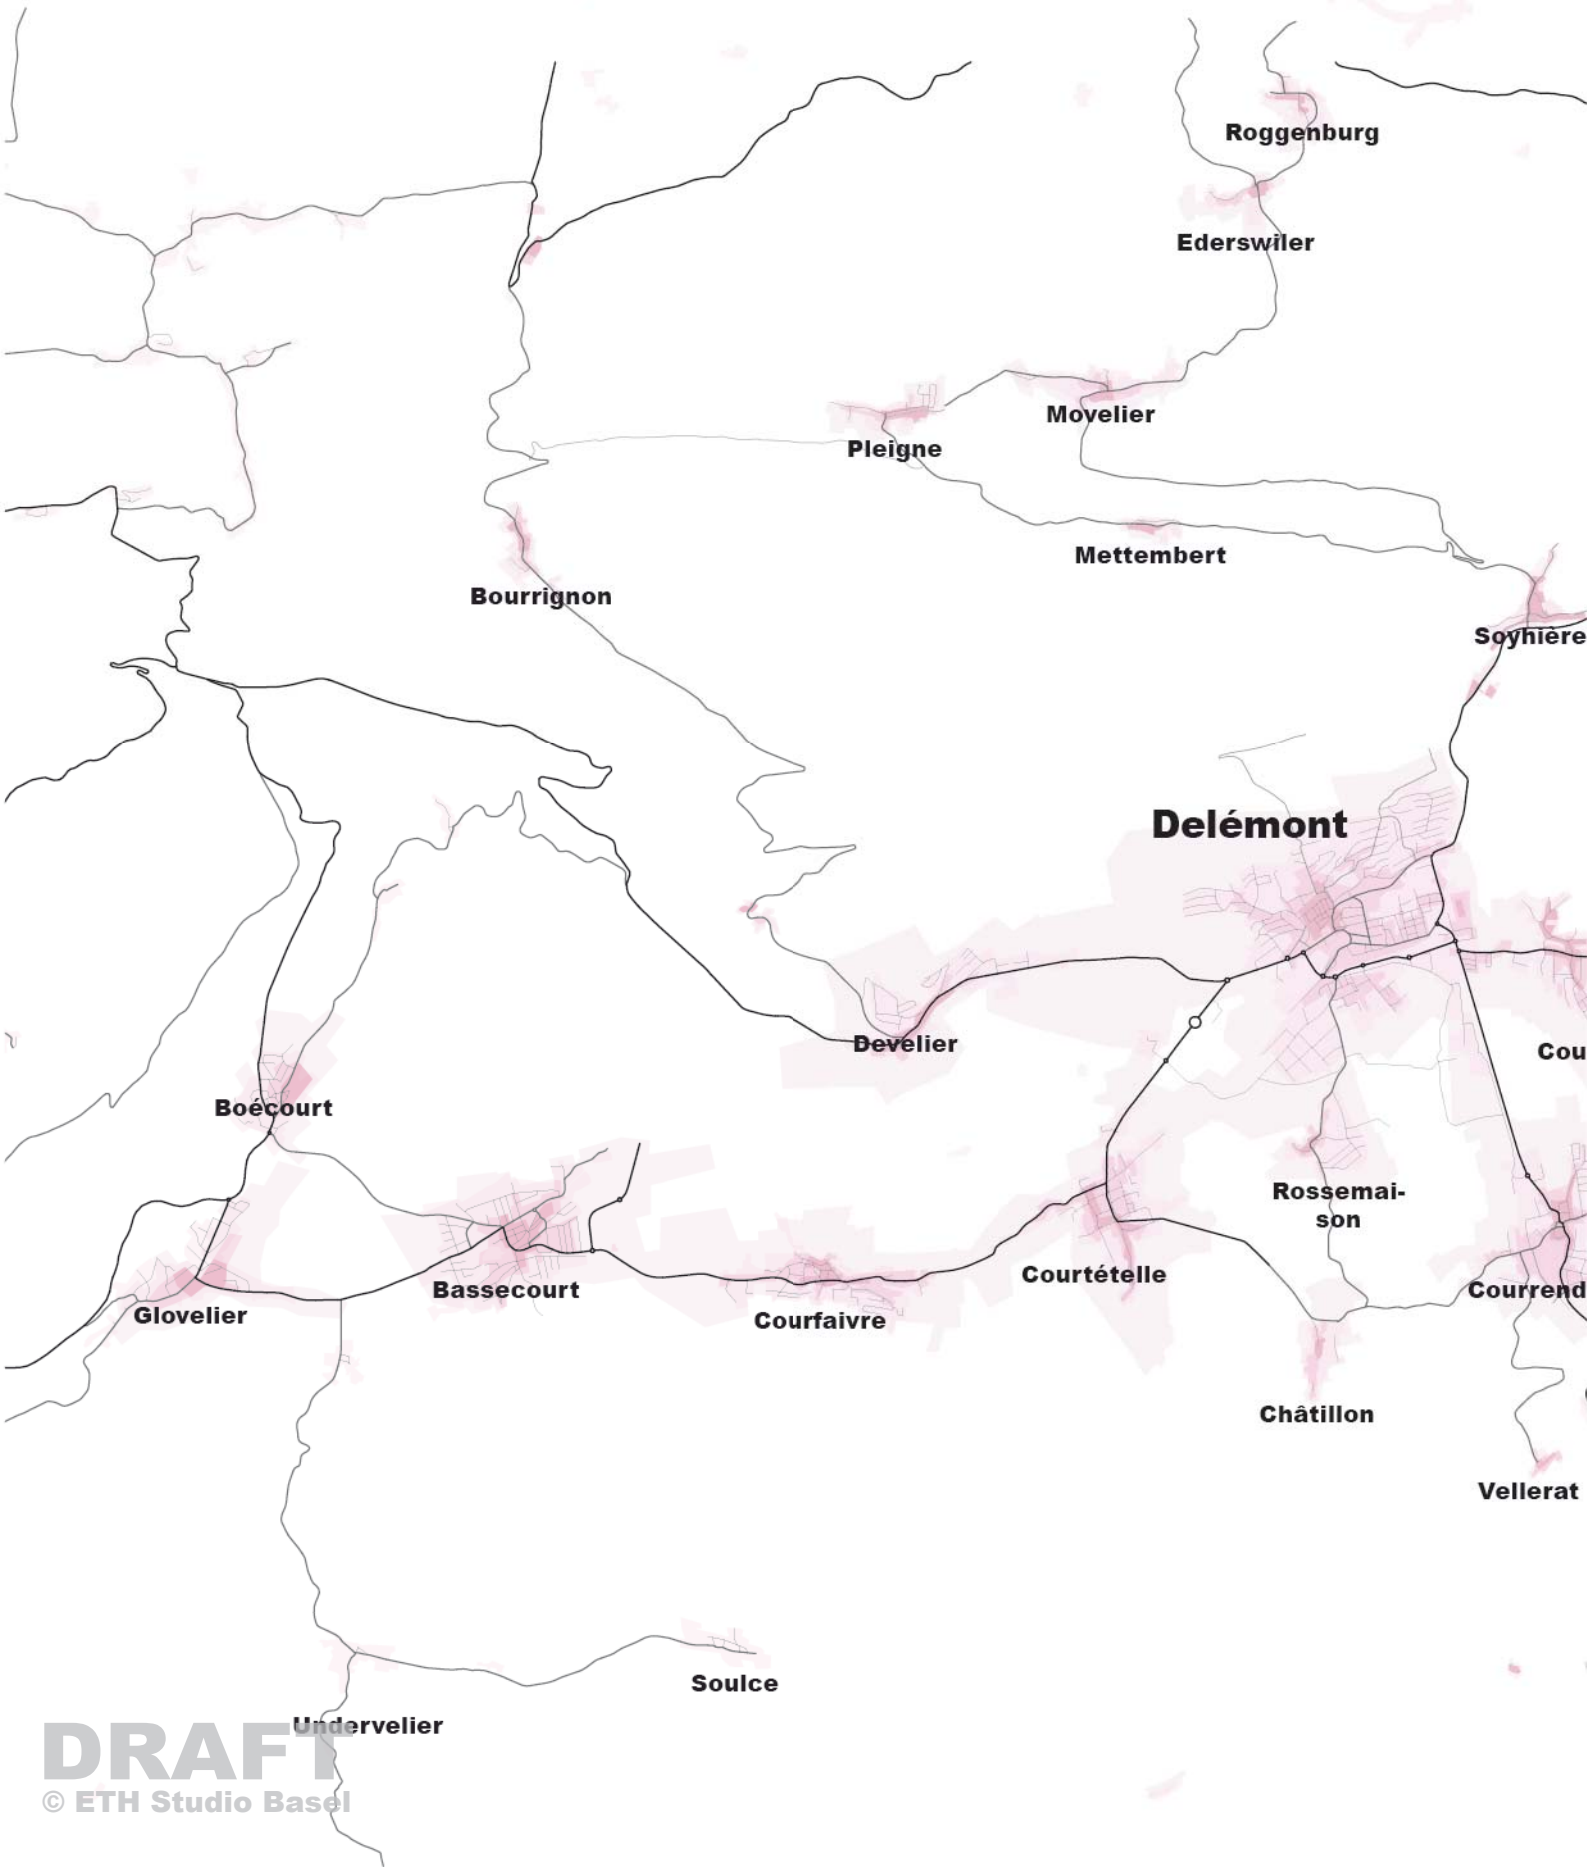 Roggenburg
Ederswiler
Movelier
Pleigne
Mettembert
Bourrignon
Soyhière
Delémont
Develier
Cou
Boécourt
Rossemai-
son
Courtételle
Bassecourt
Courrend
Glovelier
Courfaivre
Châtillon
Vellerat
Soulce
Undervelier
DRAFT
© ETH Studio Basel